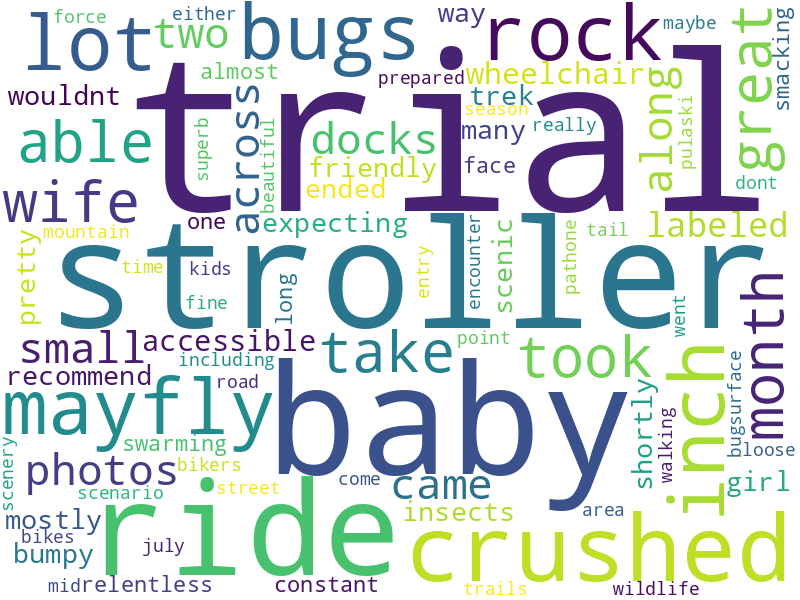 force
either
lot
two
bugs
way
rock
maybe
great
smacking
almost
prepared
wheelchair
trial
along
pulaski
wouldnt
season
trek
many
really
able
superb
across
beautiful
docks
friendly
face
ended
dont
wife
one
expecting
labeled
pretty
mountain
stroller
encounter
scenic
pathone
tail
time
kids
entry
fine
long
month
went
small
accessible
take
point
took
inch
including
recommend
road
baby
shortly
bugsurface
mayfly
walking
swarming
scenery
photos
bikers
loose
girl
come
came
scenario
street
ride
area
mostly
insects
crushed
bikes
bumpy
july
mid
relentless
constant
trails
wildlife